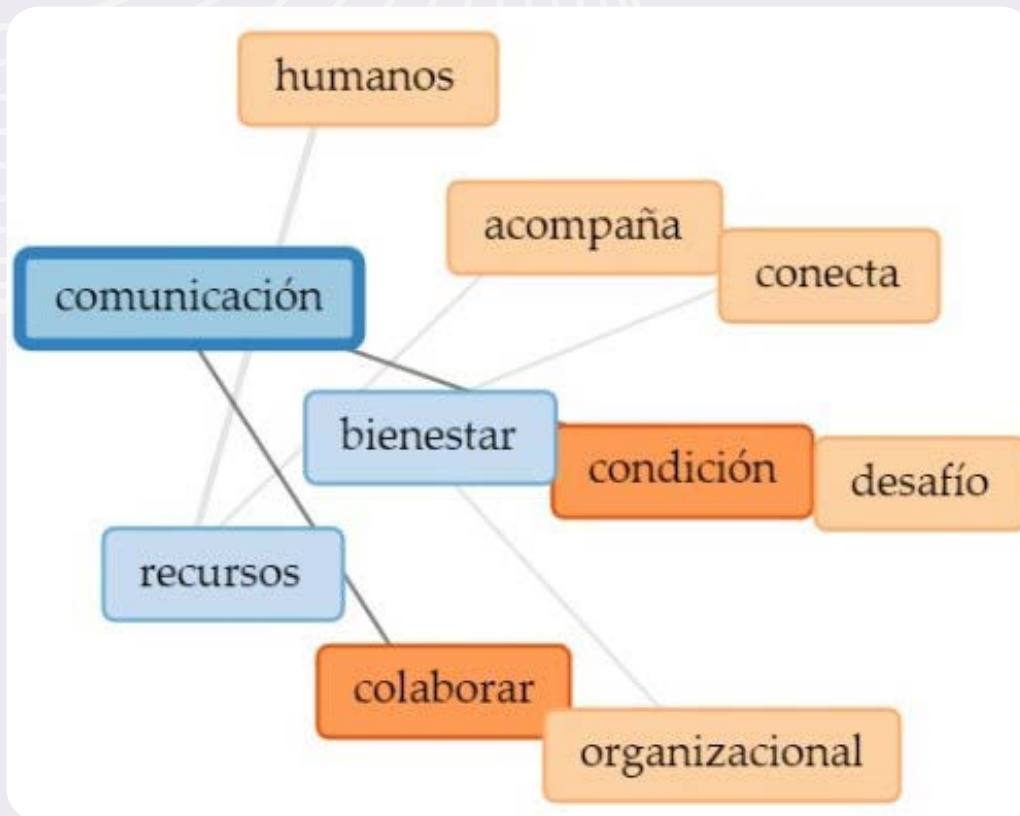 humanos
acompaña
conecta
comunicación
bienestar
condición
desafío
recursos
colaborar
organizacional